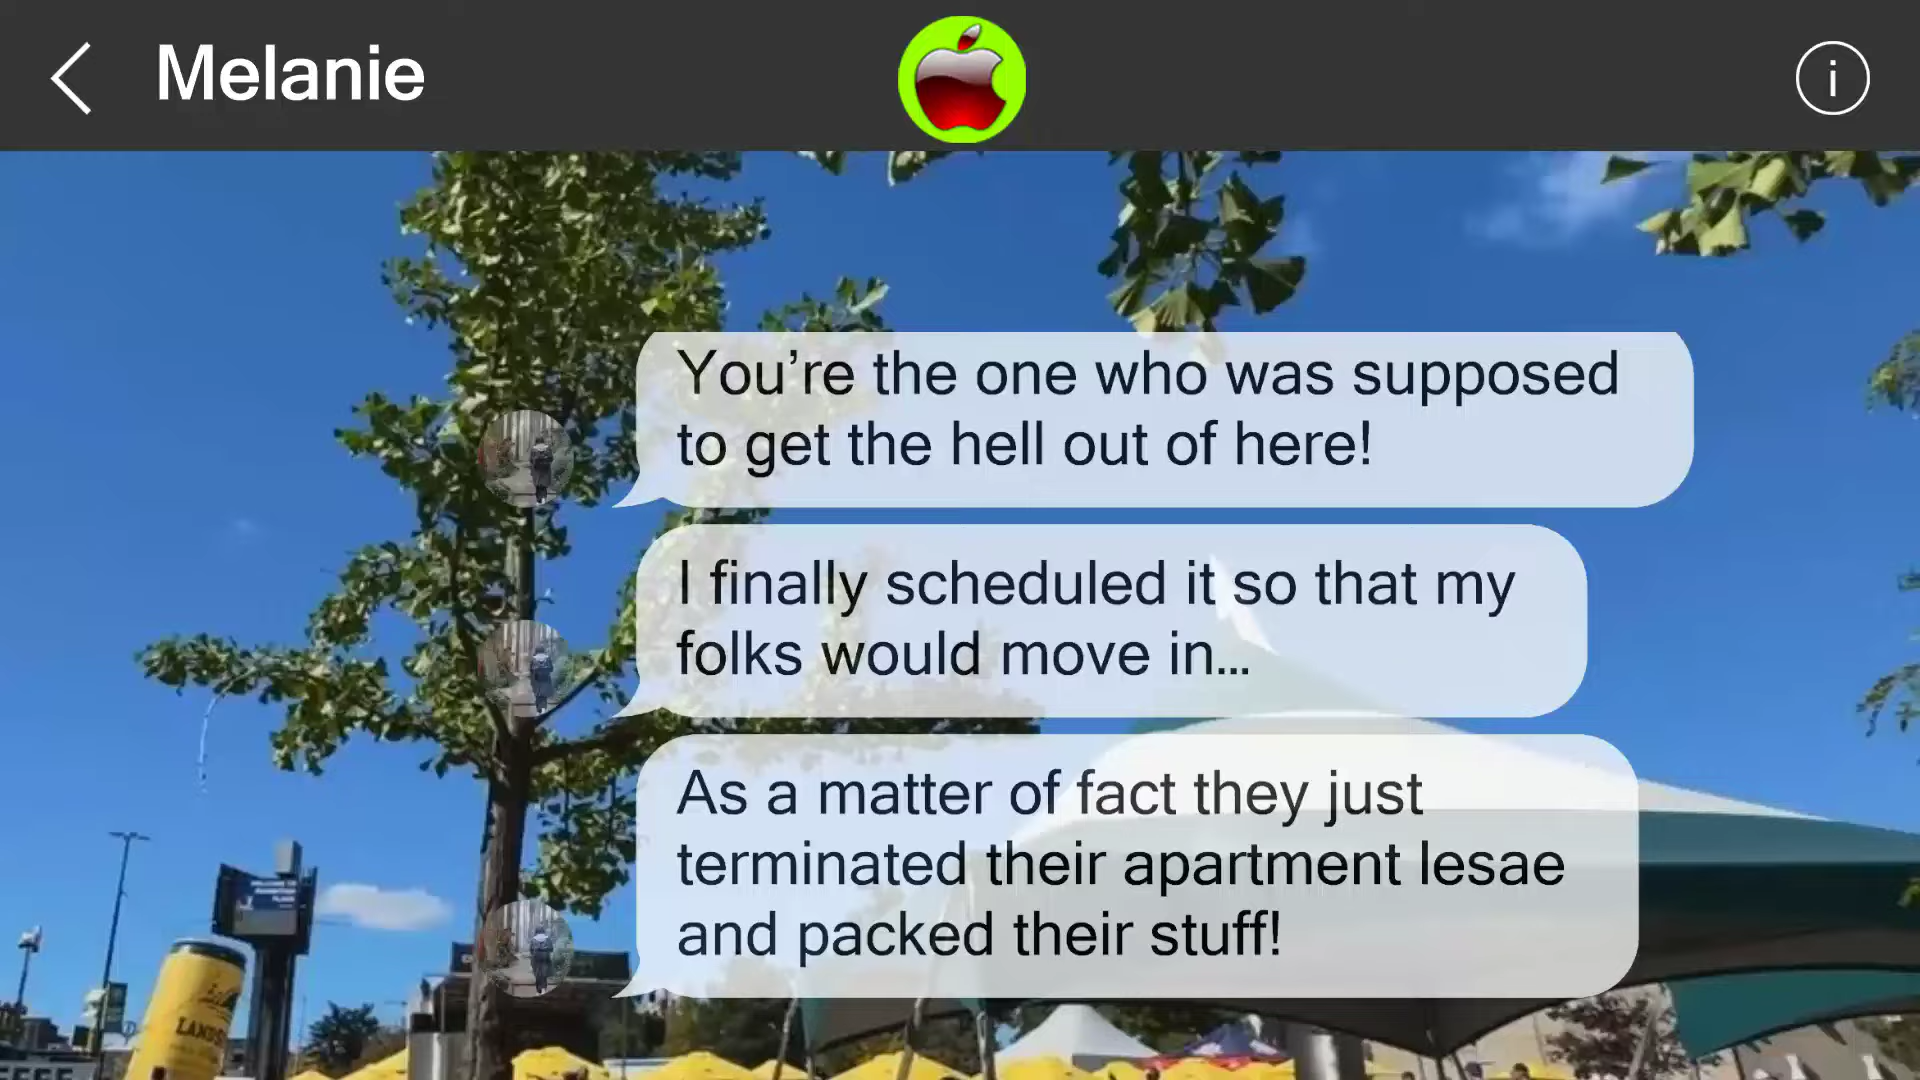 Melanie
You’re the one who was supposed
to get the hell out of here!
I finally scheduled it so that my
folks would move in...
As a matter of fact they just
terminated their apartment lesae
and packed their stuff!